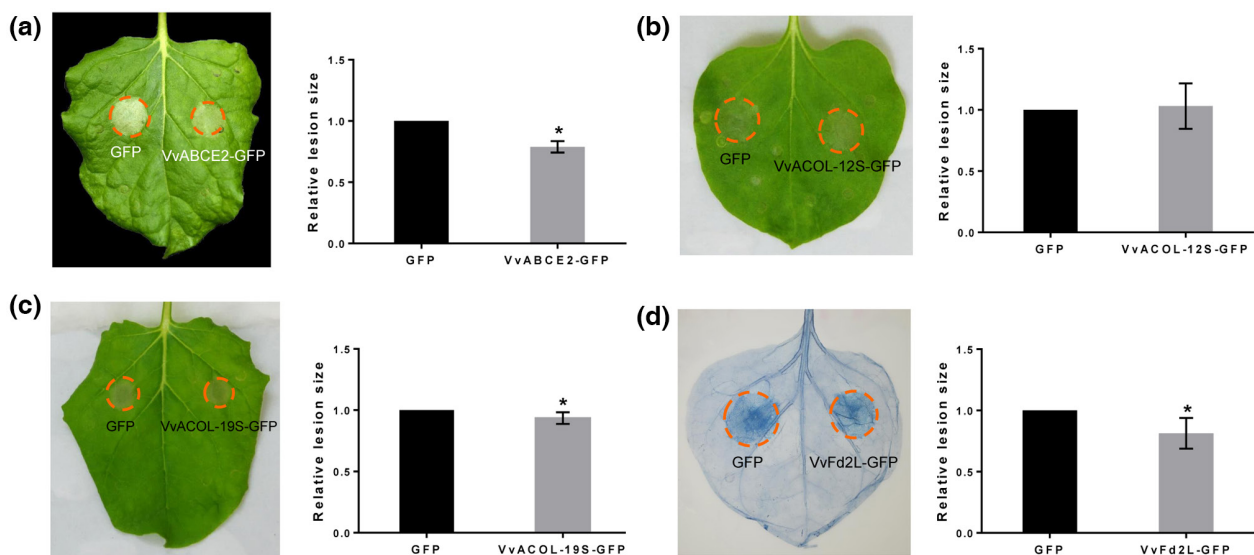 (a)
GFP
VvABCE2-GFP
Relative lesion size
1.5
1.0
0.5
0.0
*
GFP
VvABCE2-GFP
(b)
GFP
VvACOL-12S-GFP
Relative lesion size
1.5
1.0
0.5
0.0
GFP
VvACOL-12S-GFP
(c)
GFP
VvACOL-19S-GFP
Relative lesion size
1.5
1.0
0.5
0.0
*
GFP
VvACOL-19S-GFP
(d)
GFP
VvFd2L-GFP
Relative lesion size
1.5
1.0
0.5
0.0
*
GFP
VvFd2L-GFP